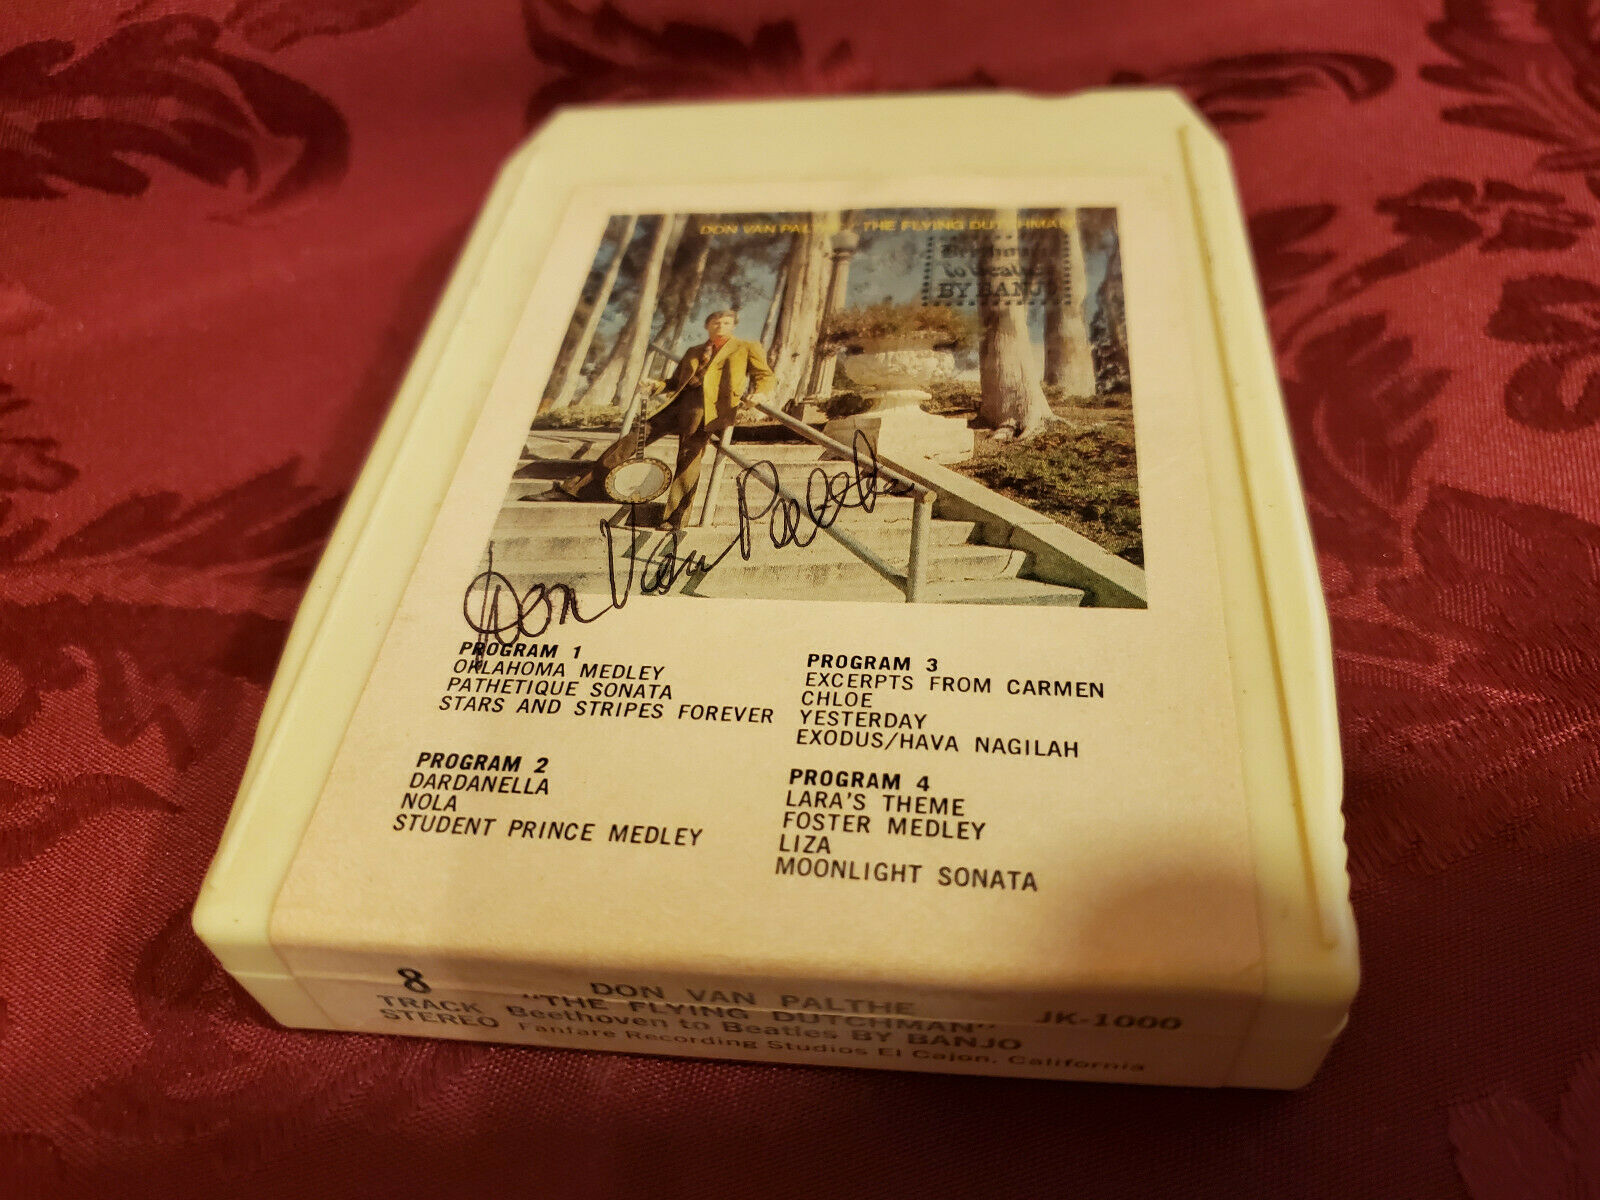 DON VAN PALTHE "THE FLYING DUTCHMAN"
Beethoven
to Beatles
BY BANJO
Don Van Palthe
PROGRAM 1
OKLAHOMA MEDLEY
PATHETIQUE SONATA
STARS AND STRIPES FOREVER
PROGRAM 2
DARDANELLA
NOLA
STUDENT PRINCE MEDLEY
PROGRAM 3
EXCERPTS FROM CARMEN
CHLOE
YESTERDAY
EXODUS/HAVA NAGILAH
PROGRAM 4
LARA'S THEME
FOSTER MEDLEY
LIZA
MOONLIGHT SONATA
8
TRACK
STEREO
DON VAN PALTHE
"THE FLYING DUTCHMAN"
Beethoven to Beatles BY BANJO
Fanfare Recording Studios El Cajon, California
JK-1000